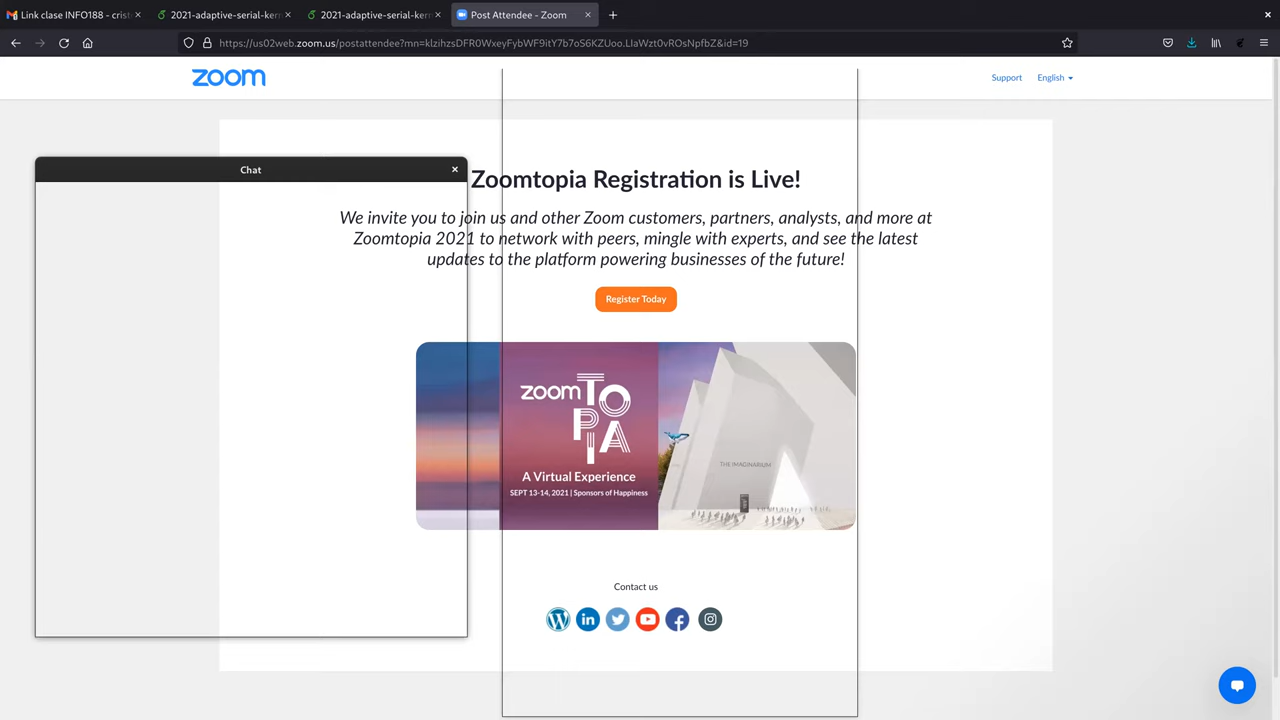 Link clase INFO188 - crist
2021-adaptive-serial-kern
2021-adaptive-serial-kern
Post Attendee - Zoom
https://us02web.zoom.us/postattendee?mn=klzihzsDFR0WxeyFybWF9itY7b7oS6KZUoo.LIaWzt0vROsNpfbZ&id=19
zoom
Support
English
Chat
Zoomtopia Registration is Live!
We invite you to join us and other Zoom customers, partners, analysts, and more at
Zoomtopia 2021 to network with peers, mingle with experts, and see the latest
updates to the platform powering businesses of the future!
Register Today
zoom TOPIA
A Virtual Experience
SEPT 13-14, 2021 | Sponsors of Happiness
THE IMAGINARIUM
Contact us